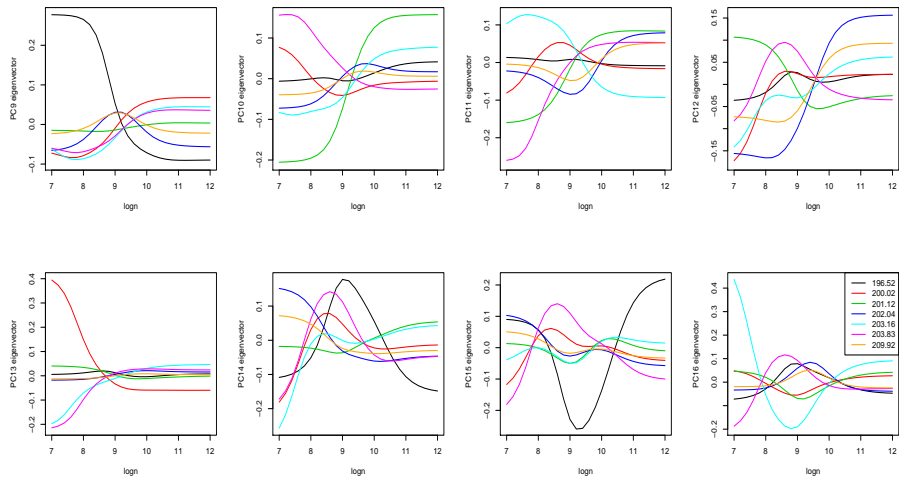 PC9 eigenvector
0.2
0.0
−0.1
7 8 9 10 11 12
logn
PC10 eigenvector
0.1
0.0
−0.2
7 8 9 10 11 12
logn
PC11 eigenvector
0.1
0.0
−0.1
−0.2
7 8 9 10 11 12
logn
PC12 eigenvector
0.15
0.05
−0.05
−0.15
7 8 9 10 11 12
logn
PC13 eigenvector
0.4
0.3
0.2
0.1
0.0
−0.1
−0.2
7 8 9 10 11 12
logn
PC14 eigenvector
0.1
0.0
−0.1
−0.2
7 8 9 10 11 12
logn
PC15 eigenvector
0.2
0.1
0.0
−0.1
−0.2
7 8 9 10 11 12
logn
PC16 eigenvector
0.4
0.3
0.2
0.1
0.0
−0.2
7 8 9 10 11 12
logn
196.52
200.02
201.12
202.04
203.16
203.83
209.92